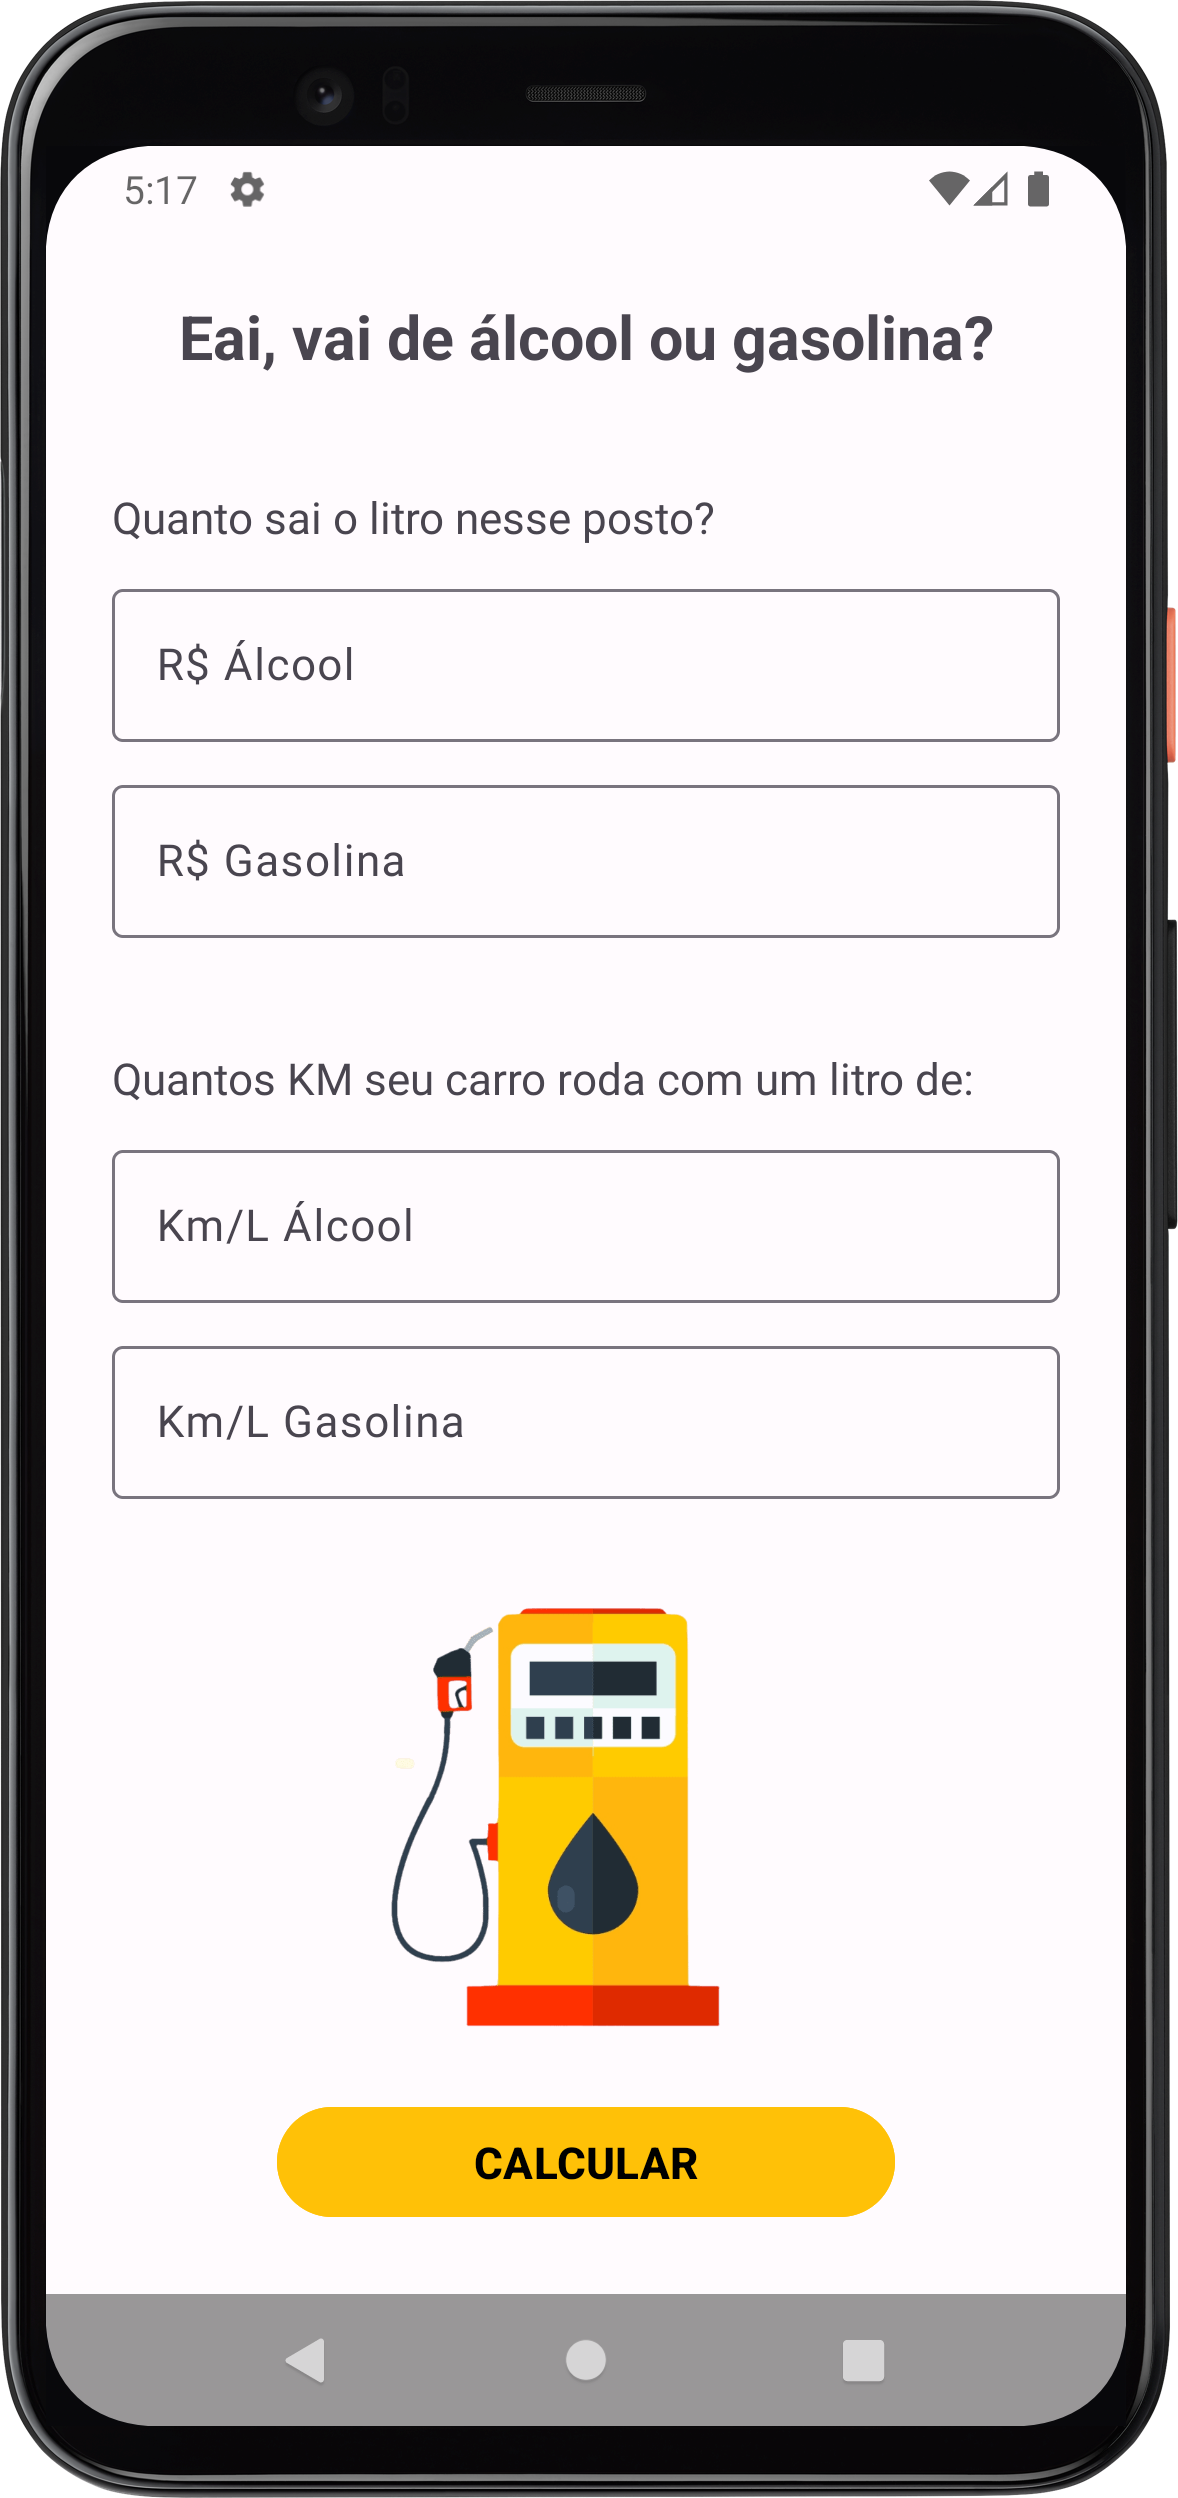 5:17
Eai, vai de álcool ou gasolina?
Quanto sai o litro nesse posto?
R$ Álcool
R$ Gasolina
Quantos KM seu carro roda com um litro de:
Km/L Álcool
Km/L Gasolina
CALCULAR